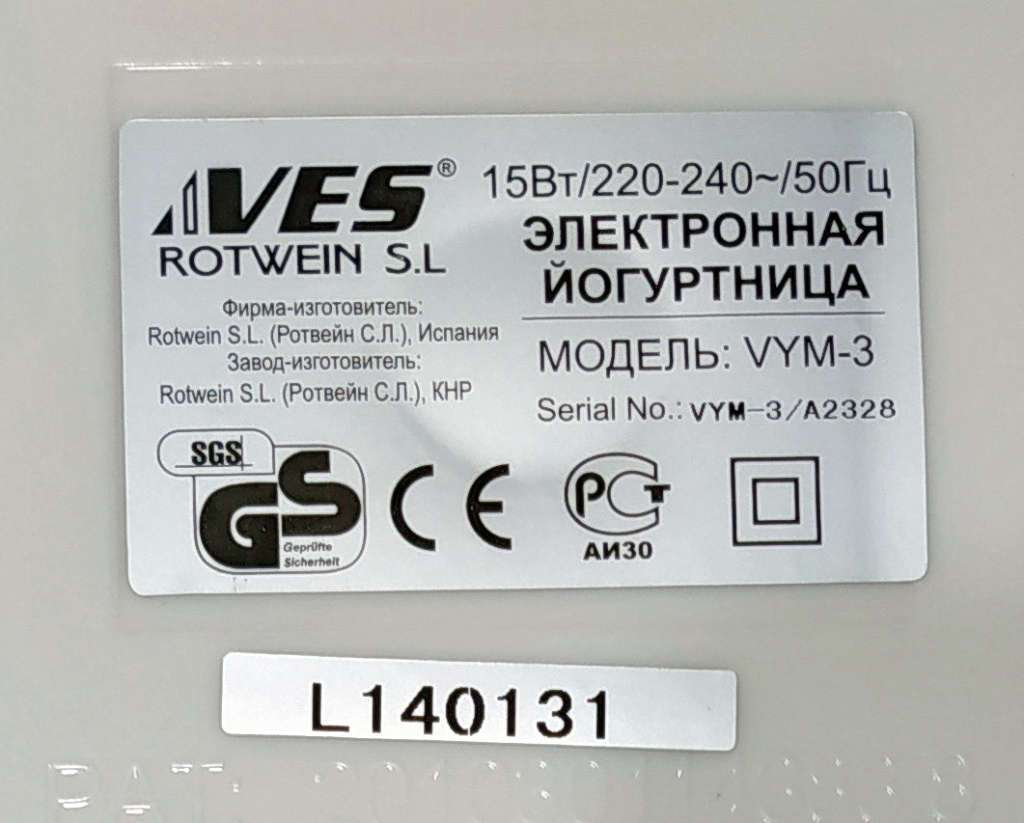 VES®
ROTWEIN S.L
Фирма-изготовитель:
Rotwein S.L. (Ротвейн С.Л.), Испания
Завод-изготовитель:
Rotwein S.L. (Ротвейн С.Л.), КНР
15Вт/220-240~/50Гц
ЭЛЕКТРОННАЯ
ЙОГУРТНИЦА
МОДЕЛЬ: VYM-3
Serial No.: VYM-3/A2328
SGS
GS
Geprüfte
Sicherheit
CE
РСТ
АИ30
L140131